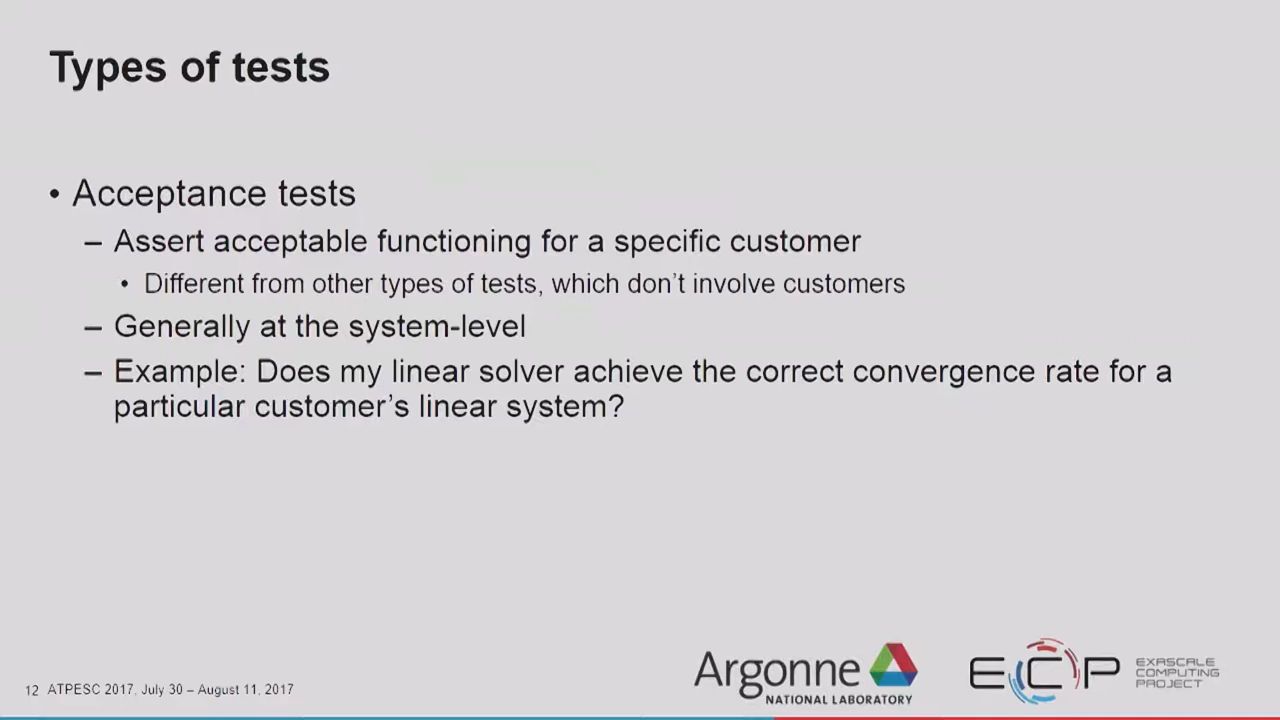 Types of tests
• Acceptance tests
– Assert acceptable functioning for a specific customer
• Different from other types of tests, which don’t involve customers
– Generally at the system-level
– Example: Does my linear solver achieve the correct convergence rate for a
particular customer’s linear system?
12 ATPESC 2017, July 30 – August 11, 2017
Argonne
NATIONAL LABORATORY
ECP
EXASCALE
COMPUTING
PROJECT